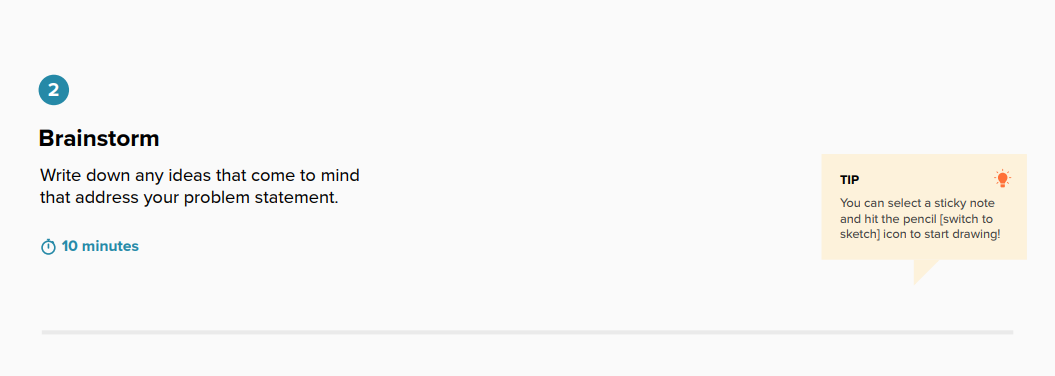 2
Brainstorm
Write down any ideas that come to mind
that address your problem statement.
10 minutes
TIP
You can select a sticky note
and hit the pencil [switch to
sketch] icon to start drawing!